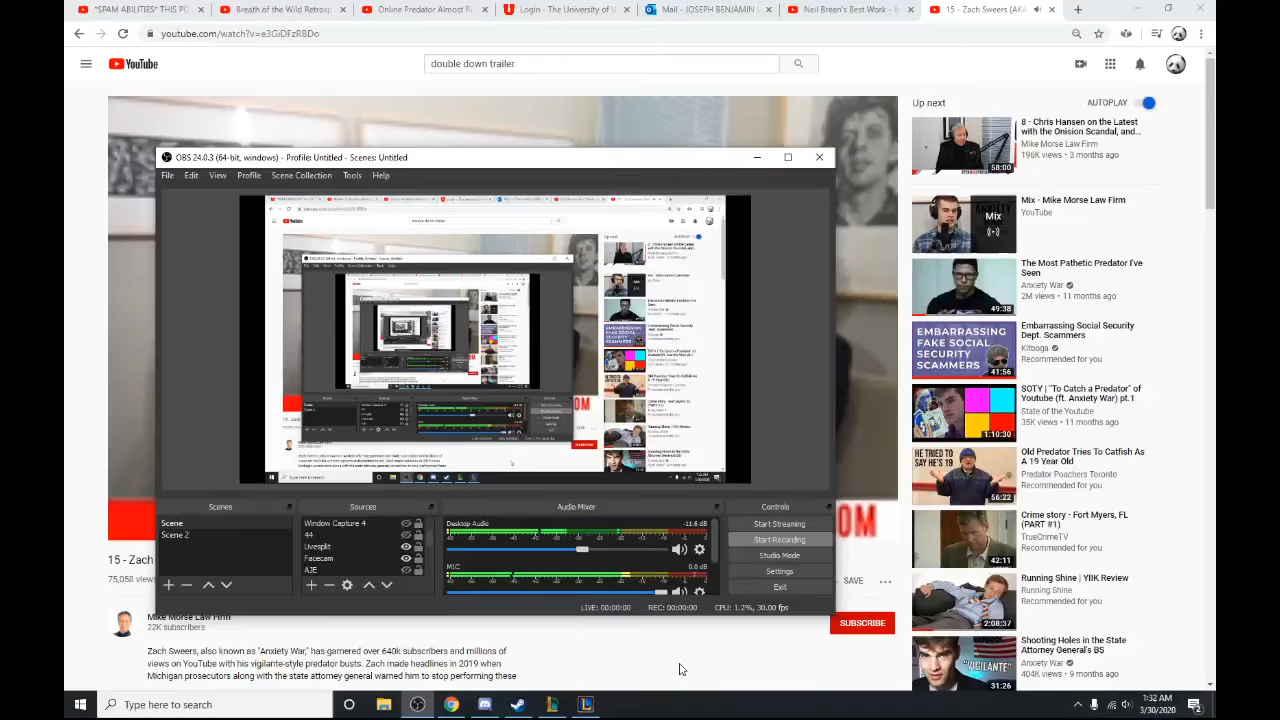 "SPAM ABILITIES" THIS PO
Breath of the Wild Retrosp
Online Predator Almost R
Login - The University of U
Mail - JOSEPH BENJAMIN L
Neil Breen's Best Work - Yo
15 - Zach Sweers (AKA
youtube.com/watch?v=e3GiDFzRBDo
YouTube
double down trailer
Up next
AUTOPLAY
8 - Chris Hansen on the Latest
with the Onision Scandal, and...
Mike Morse Law Firm
196K views • 3 months ago
58:00
Mix - Mike Morse Law Firm
YouTube
Mix
The Most Pathetic Predator I've
Seen
Anxiety War
2M views • 11 months ago
49:38
EMBARRASSING
FAKE SOCIAL
SECURITY
SCAMMERS
41:56
Embarrassing Social Security
Dept. Scammers
Kitboga
Recommended for you
SOTY | "To Catch a Predator" of
Youtube (ft. Anxiety War) pt.1
State of the Youtube
35K views • 11 months ago
1:10:30
HE TRIED
TO SAY HE'S 19
56:22
Old Predator Tries To Catfish As
A 19 Year Old
Predator Poachers Toronto
Recommended for you
Crime story - Fort Myers, FL
(PART #1)
TrueCrimeTV
Recommended for you
42:11
Running Shine | YIIK Review
Running Shine
Recommended for you
2:08:37
Shooting Holes in the State
Attorney General's BS
Anxiety War
404K views • 9 months ago
"VIGILANTE"
31:26
OBS 24.0.3 (64-bit, windows) - Profile: Untitled - Scenes: Untitled
File Edit View Profile Scene Collection Tools Help
Scenes
Sources
Audio Mixer
Controls
Scene
Scene 2
Window Capture 4
44
Livesplit
Facecam
AJE
Desktop Audio
-11.6 dB
MIC
0.0 dB
Start Streaming
Start Recording
Studio Mode
Settings
Exit
LIVE: 00:00:00 REC: 00:00:00 CPU: 1.2%, 30.00 fps
OM
15 - Zach
75,058 views
SAVE
Mike Morse Law Firm
22K subscribers
SUBSCRIBE
Zach Sweers, also known as "An
has garnered over 640k subscribers and millions of
views on YouTube with his vigilante predator busts. Zach made headlines in 2019 when
Michigan prosecutors along with the state attorney general warned him to stop performing these
Type here to search
1:32 AM
3/30/2020
2